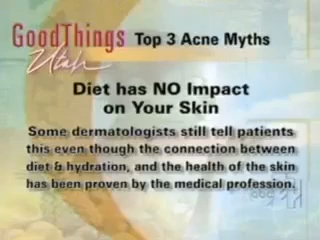 GoodThings
Utah
Top 3 Acne Myths
Diet has NO Impact
on Your Skin
Some dermatologists still tell patients
this even though the connection between
diet & hydration, and the health of the skin
has been proven by the medical profession.